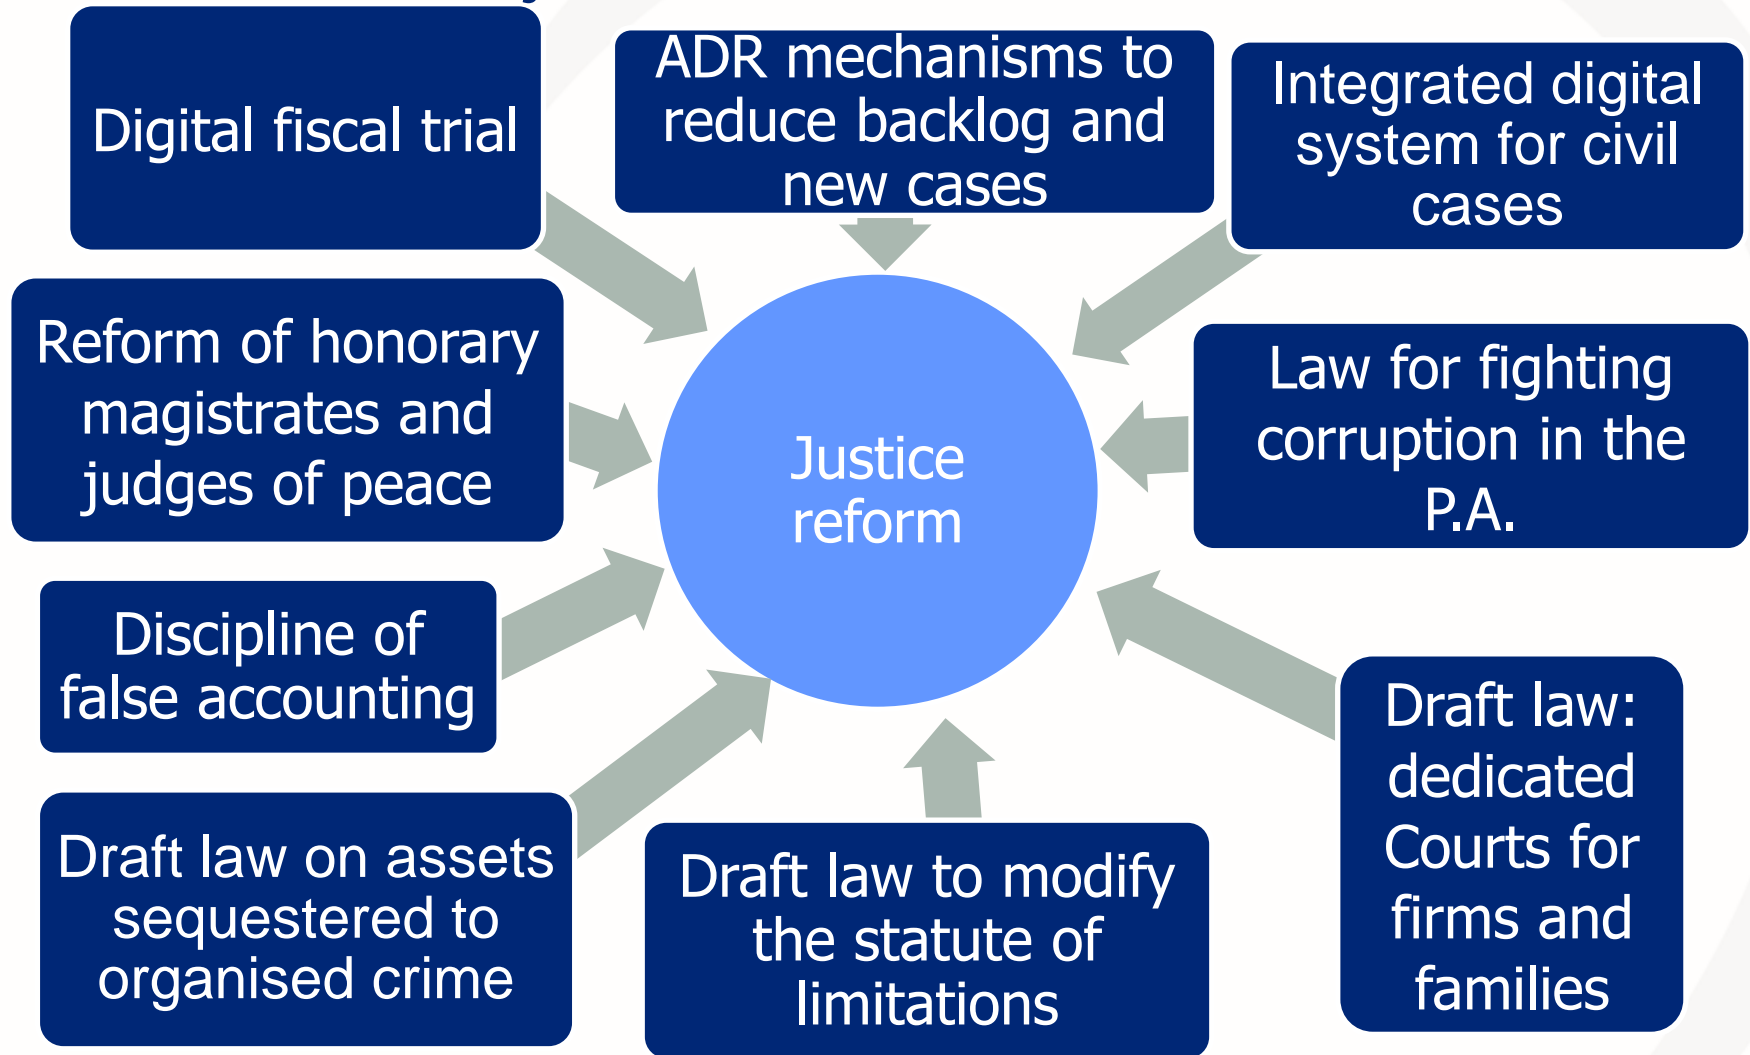 Digital fiscal trial
ADR mechanisms to
reduce backlog and
new cases
Integrated digital
system for civil
cases
Reform of honorary
magistrates and
judges of peace
Justice
reform
Law for fighting
corruption in the
P.A.
Discipline of
false accounting
Draft law on assets
sequestered to
organised crime
Draft law to modify
the statute of
limitations
Draft law:
dedicated
Courts for
firms and
families